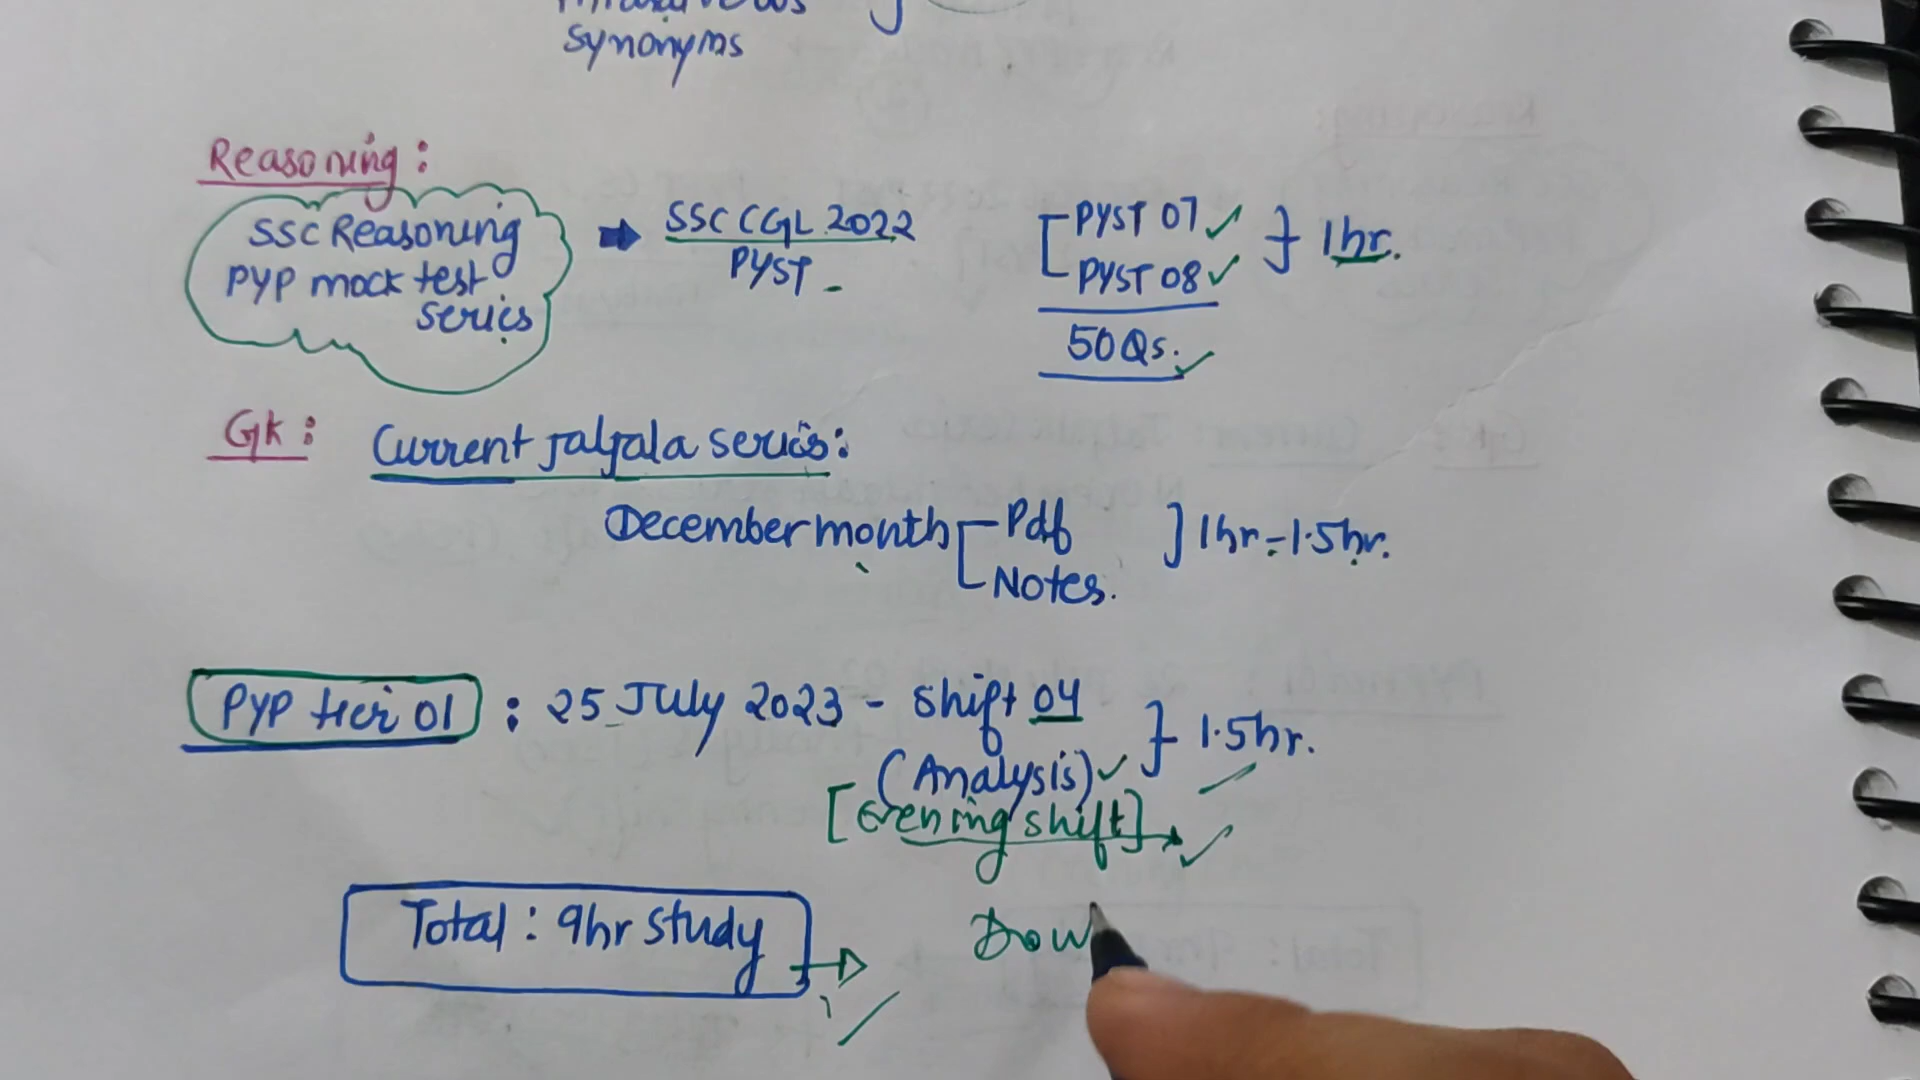 Synonyms
Reasoning:
SSC Reasoning
PYP mock test
series
SSC CGL 2022
PYST
PYST 07
PYST 08
1hr.
50Qs.
Gk: Current Jaljala series:
December month
Pdf
Notes.
1hr-1.5hr.
PYP tier 01 : 25 July 2023 - Shift 04
(Analysis)
1.5hr.
[Evening shift]
Total: 9hr study
Dow